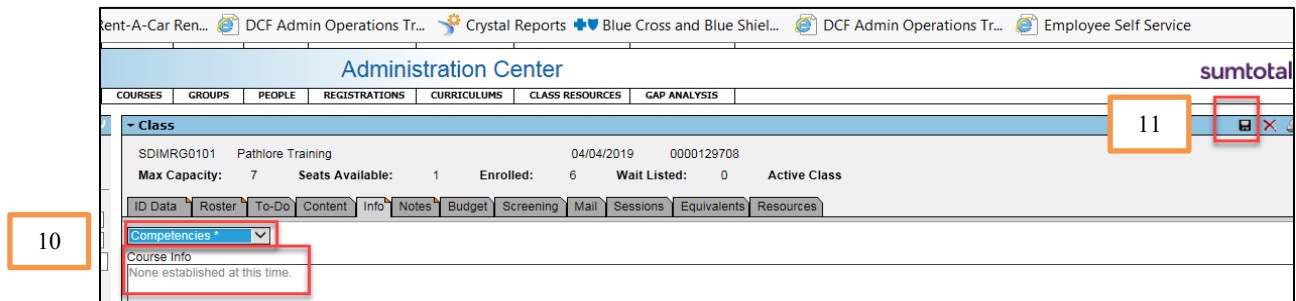 Rent-A-Car Ren... DCF Admin Operations Tr... Crystal Reports Blue Cross and Blue Shiel... DCF Admin Operations Tr... Employee Self Service
Administration Center
sumtotal
COURSES GROUPS PEOPLE REGISTRATIONS CURRICULUMS CLASS RESOURCES GAP ANALYSIS
11
Class
SDIMRG0101 Pathlore Training 04/04/2019 0000129708
Max Capacity: 7 Seats Available: 1 Enrolled: 6 Wait Listed: 0 Active Class
ID Data Roster To-Do Content Info Notes Budget Screening Mail Sessions Equivalents Resources
10
Competencies *
Course Info
None established at this time.